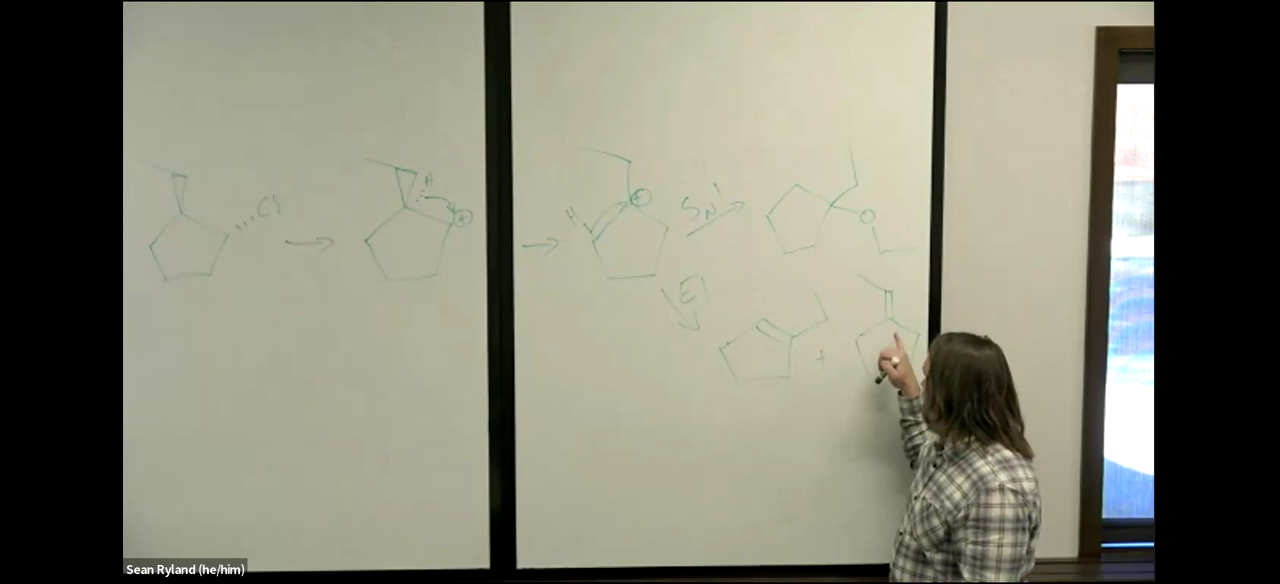 Cl
H
⊕
H
⊕
SN1
O
E1
+
Sean Ryland (he/him)